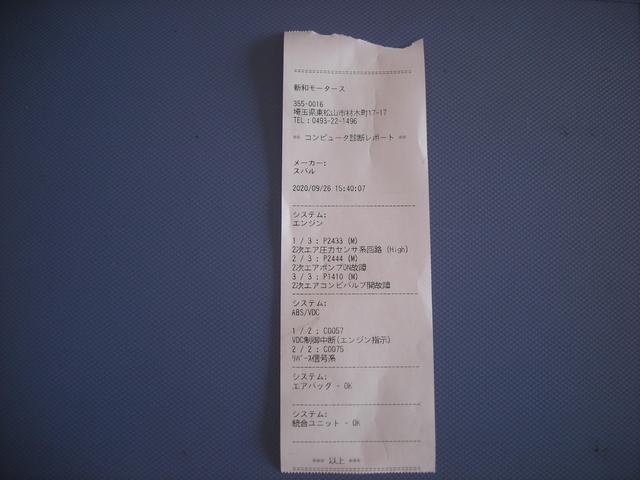 新和モータース
355-0016
埼玉県東松山市材木町17-17
TEL : 0493-22-1496
** コンピュータ診断レポート **
メーカー:
スバル
2020/09/26 15:40:07
システム:
エンジン
1 / 3 : P2433 (M)
2次エア圧力センサ系回路 (High)
2 / 3 : P2444 (M)
2次エアポンプON故障
3 / 3 : P1410 (M)
2次エアコンビバルブ開故障
システム:
ABS/VDC
1 / 2 : C0057
VDC制御中断(エンジン指示)
2 / 2 : C0075
ﾘﾊﾞｰｽ信号系
システム:
エアバッグ - OK
システム:
統合ユニット - OK
*** 以上 ***